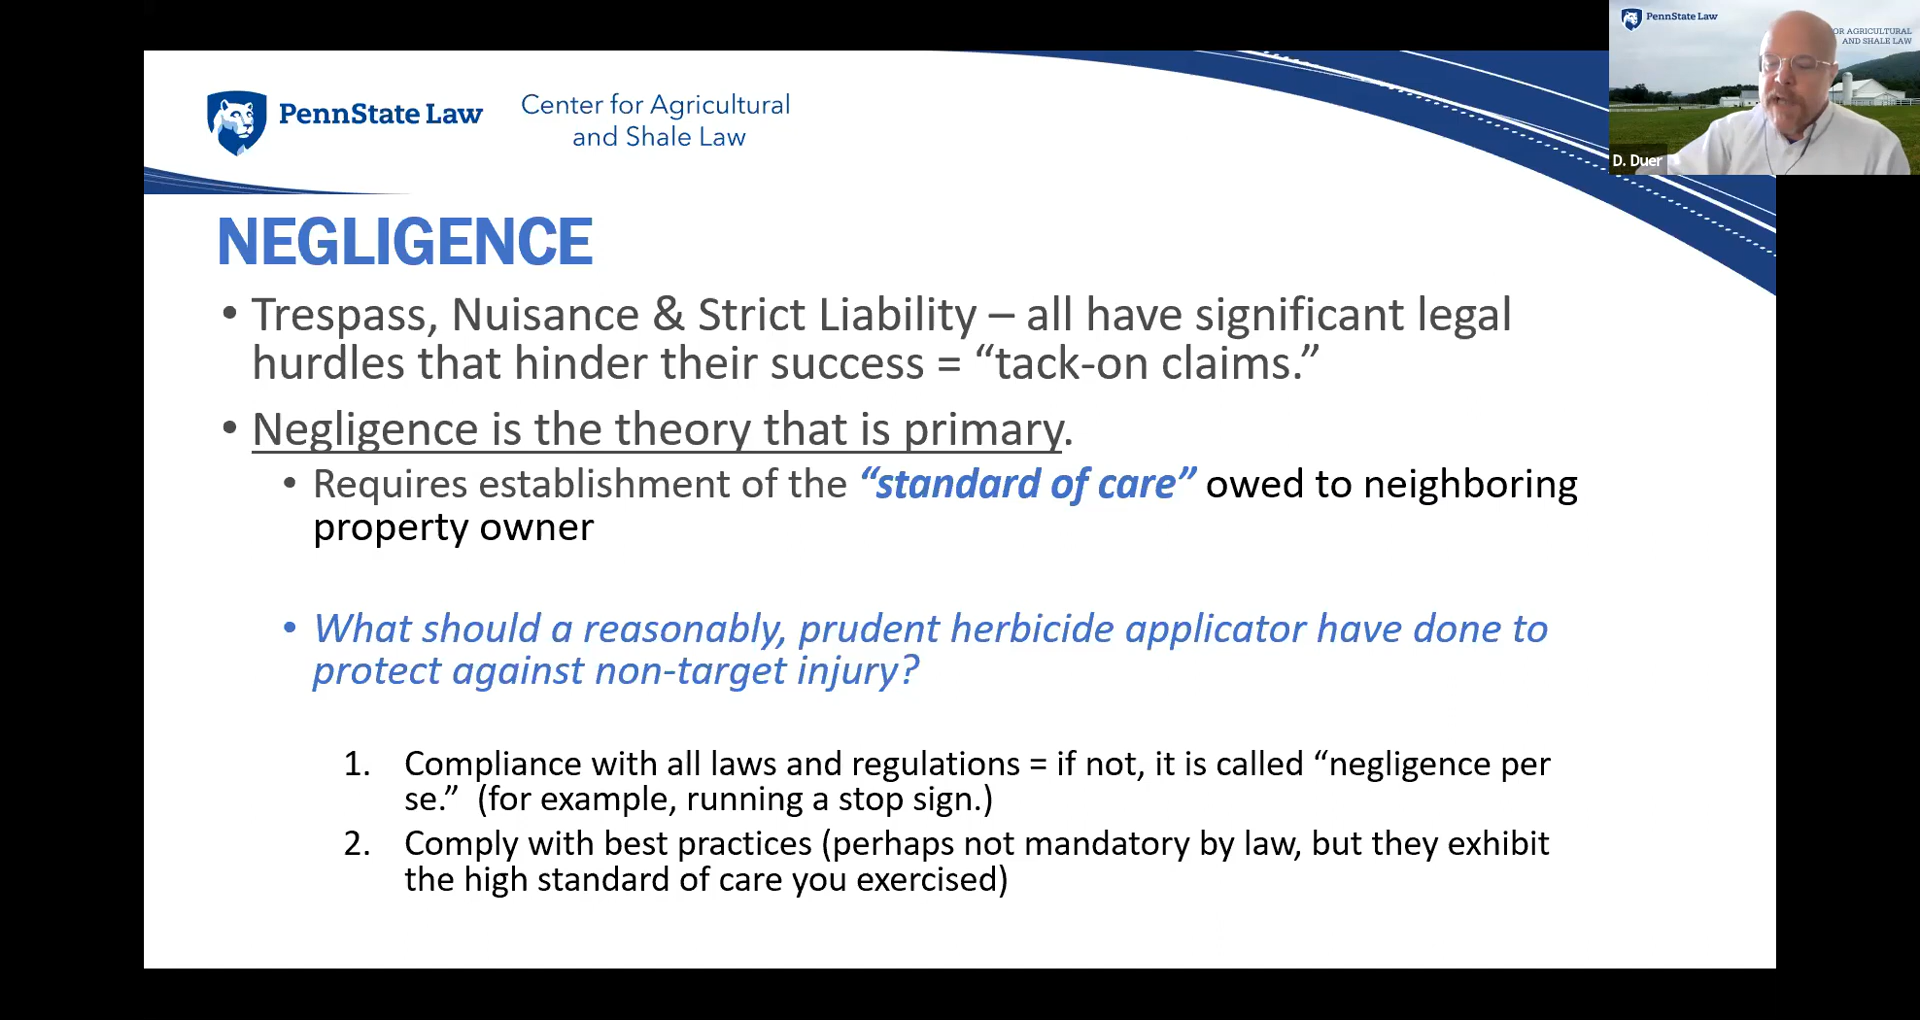 PennState Law
Center for Agricultural
and Shale Law
PennState Law
OR AGRICULTURAL
AND SHALE LAW
D. Duer
NEGLIGENCE
• Trespass, Nuisance & Strict Liability – all have significant legal
hurdles that hinder their success = “tack-on claims.”
• Negligence is the theory that is primary.
• Requires establishment of the “standard of care” owed to neighboring
property owner
• What should a reasonably, prudent herbicide applicator have done to
protect against non-target injury?
1. Compliance with all laws and regulations = if not, it is called “negligence per
se.” (for example, running a stop sign.)
2. Comply with best practices (perhaps not mandatory by law, but they exhibit
the high standard of care you exercised)